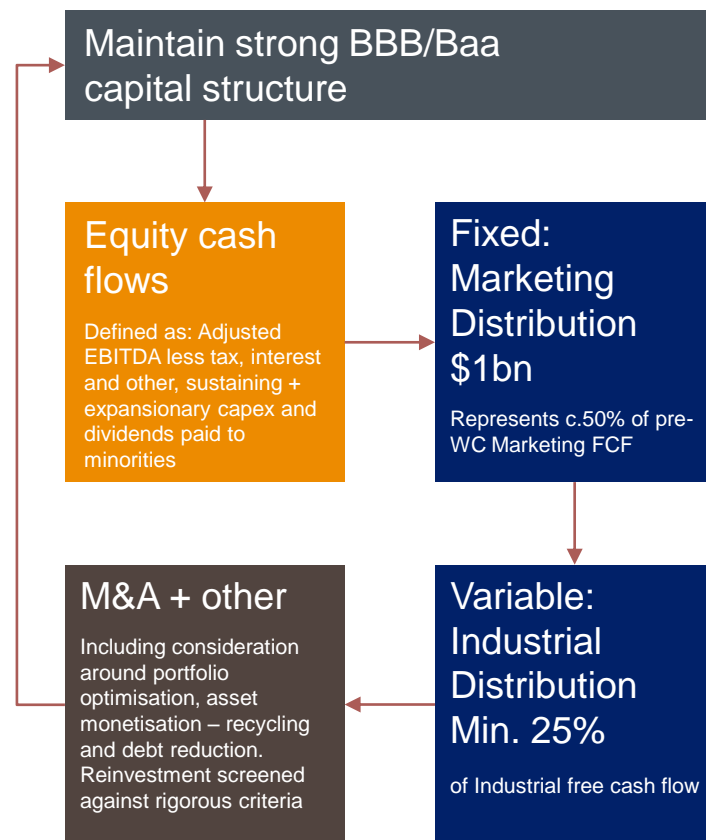 Maintain strong BBB/Baa
capital structure
Equity cash
flows
Defined as: Adjusted
EBITDA less tax, interest
and other, sustaining +
expansionary capex and
dividends paid to
minorities
Fixed:
Marketing
Distribution
$1bn
Represents c.50% of pre-
WC Marketing FCF
M&A + other
Including consideration
around portfolio
optimisation, asset
monetisation – recycling
and debt reduction.
Reinvestment screened
against rigorous criteria
Variable:
Industrial
Distribution
Min. 25%
of Industrial free cash flow